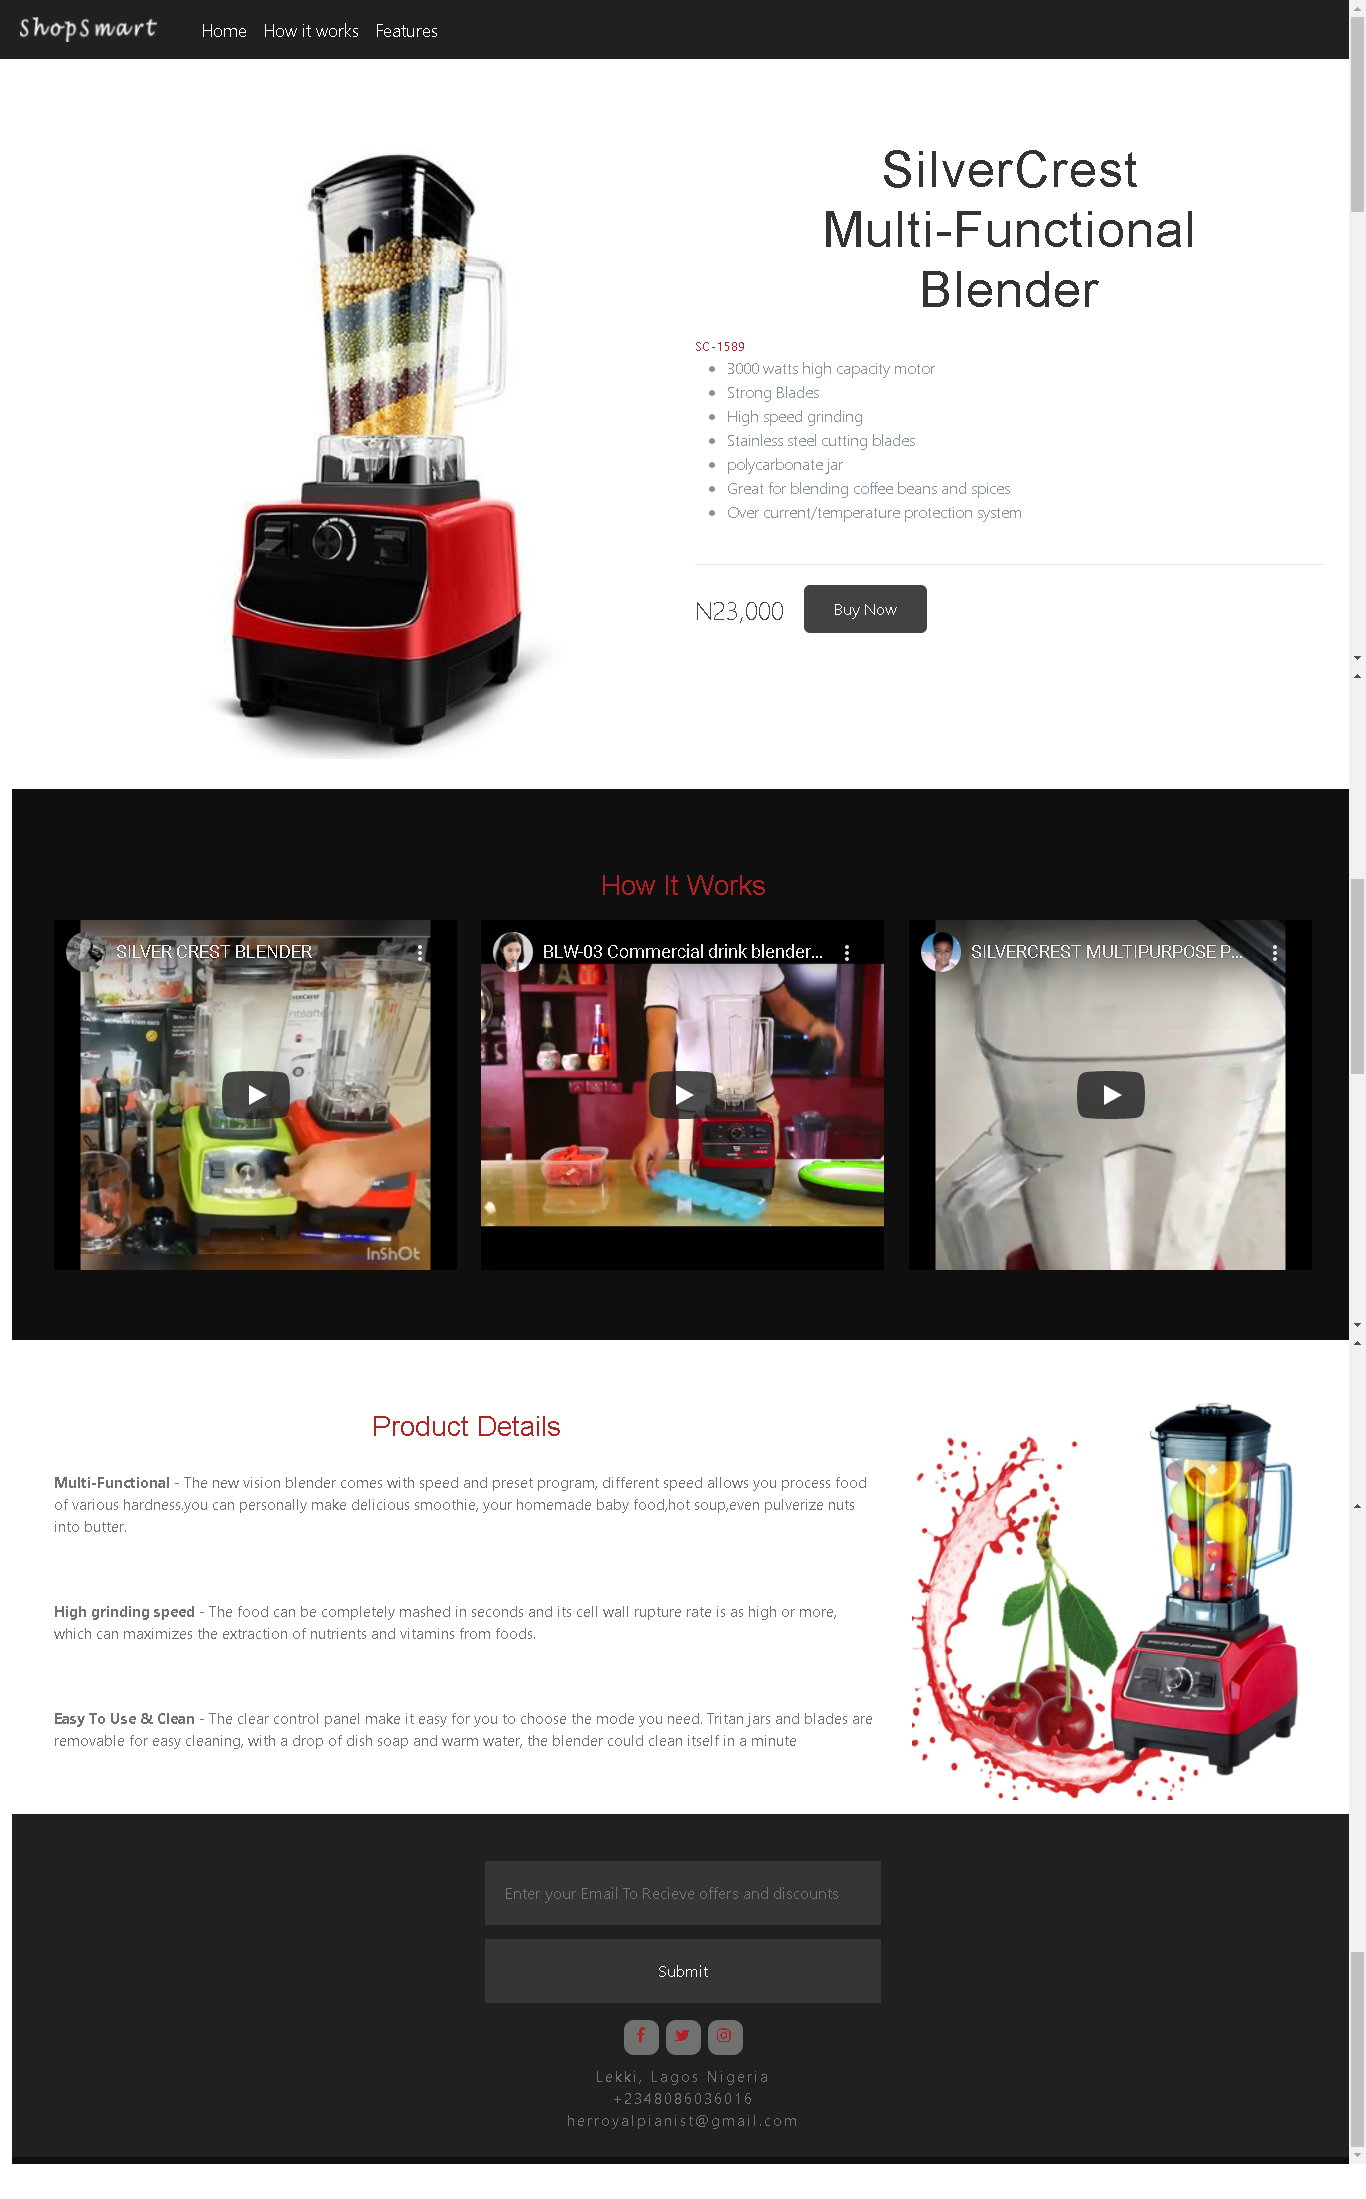 ShopSmart
Home How it works Features
SilverCrest
Multi-Functional
Blender
SC-1589
3000 watts high capacity motor
Strong Blades
High speed grinding
Stainless steel cutting blades
polycarbonate jar
Great for blending coffee beans and spices
Over current/temperature protection system
N23,000 Buy Now
How It Works
SILVER CREST BLENDER
BLW-03 Commercial drink blender...
SILVERCREST MULTIPURPOSE P...
InShOt
Product Details
Multi-Functional - The new vision blender comes with speed and preset program, different speed allows you process food
of various hardness.you can personally make delicious smoothie, your homemade baby food,hot soup,even pulverize nuts
into butter.
High grinding speed - The food can be completely mashed in seconds and its cell wall rupture rate is as high or more,
which can maximizes the extraction of nutrients and vitamins from foods.
Easy To Use & Clean - The clear control panel make it easy for you to choose the mode you need. Tritan jars and blades are
removable for easy cleaning, with a drop of dish soap and warm water, the blender could clean itself in a minute
Enter your Email To Recieve offers and discounts
Submit
Lekki, Lagos Nigeria
+2348086036016
herroyalpianist@gmail.com